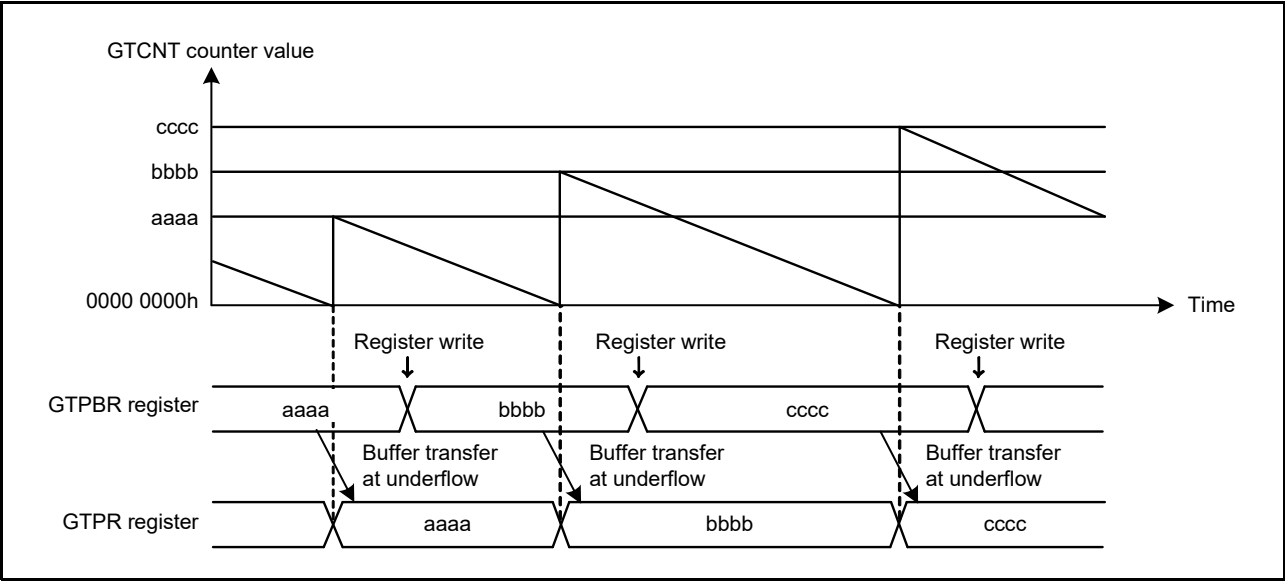 GTCNT counter value
cccc
bbbb
aaaa
0000 0000h
Time
Register write
Register write
Register write
GTPBR register
aaaa
bbbb
cccc
Buffer transfer
at underflow
Buffer transfer
at underflow
Buffer transfer
at underflow
GTPR register
aaaa
bbbb
cccc